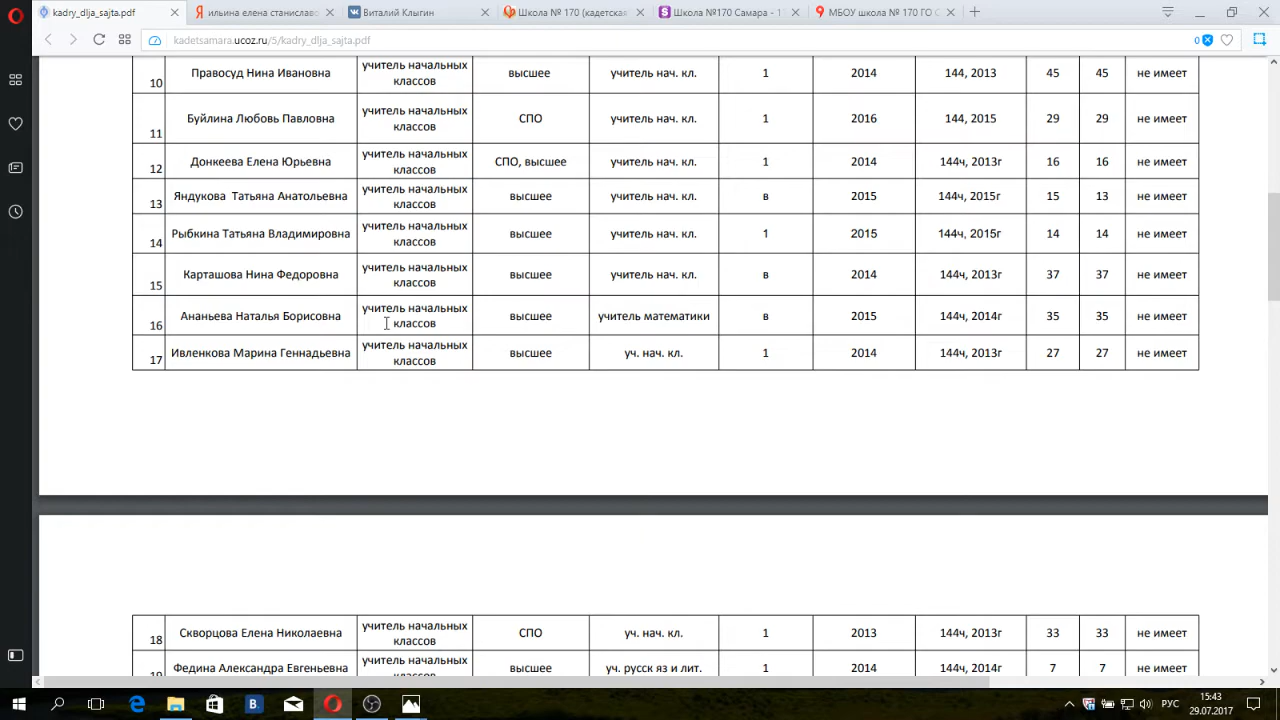 kadry_dlja_sajta.pdf
ильина елена станиславо
Виталий Клыгин
Школа № 170 (кадетская
Школа №170 Самара - 1
МБОУ школа № 170 ГО С
kadetsamara.ucoz.ru/5/kadry_dlja_sajta.pdf
0
10 Правосуд Нина Ивановна учитель начальных классов высшее учитель нач. кл. 1 2014 144, 2013 45 45 не имеет
11 Буйлина Любовь Павловна учитель начальных классов СПО учитель нач. кл. 1 2016 144, 2015 29 29 не имеет
12 Донкеева Елена Юрьевна учитель начальных классов СПО, высшее учитель нач. кл. 1 2014 144ч, 2013г 16 16 не имеет
13 Яндукова Татьяна Анатольевна учитель начальных классов высшее учитель нач. кл. в 2015 144ч, 2015г 15 13 не имеет
14 Рыбкина Татьяна Владимировна учитель начальных классов высшее учитель нач. кл. 1 2015 144ч, 2015г 14 14 не имеет
15 Карташова Нина Федоровна учитель начальных классов высшее учитель нач. кл. в 2014 144ч, 2013г 37 37 не имеет
16 Ананьева Наталья Борисовна учитель начальных классов высшее учитель математики в 2015 144ч, 2014г 35 35 не имеет
17 Ивленкова Марина Геннадьевна учитель начальных классов высшее уч. нач. кл. 1 2014 144ч, 2013г 27 27 не имеет
18 Скворцова Елена Николаевна учитель начальных классов СПО уч. нач. кл. 1 2013 144ч, 2013г 33 33 не имеет
19 Федина Александра Евгеньевна учитель начальных высшее уч. русск яз и лит. 1 2014 144ч, 2014г 7 7 не имеет
РУС
15:43
29.07.2017